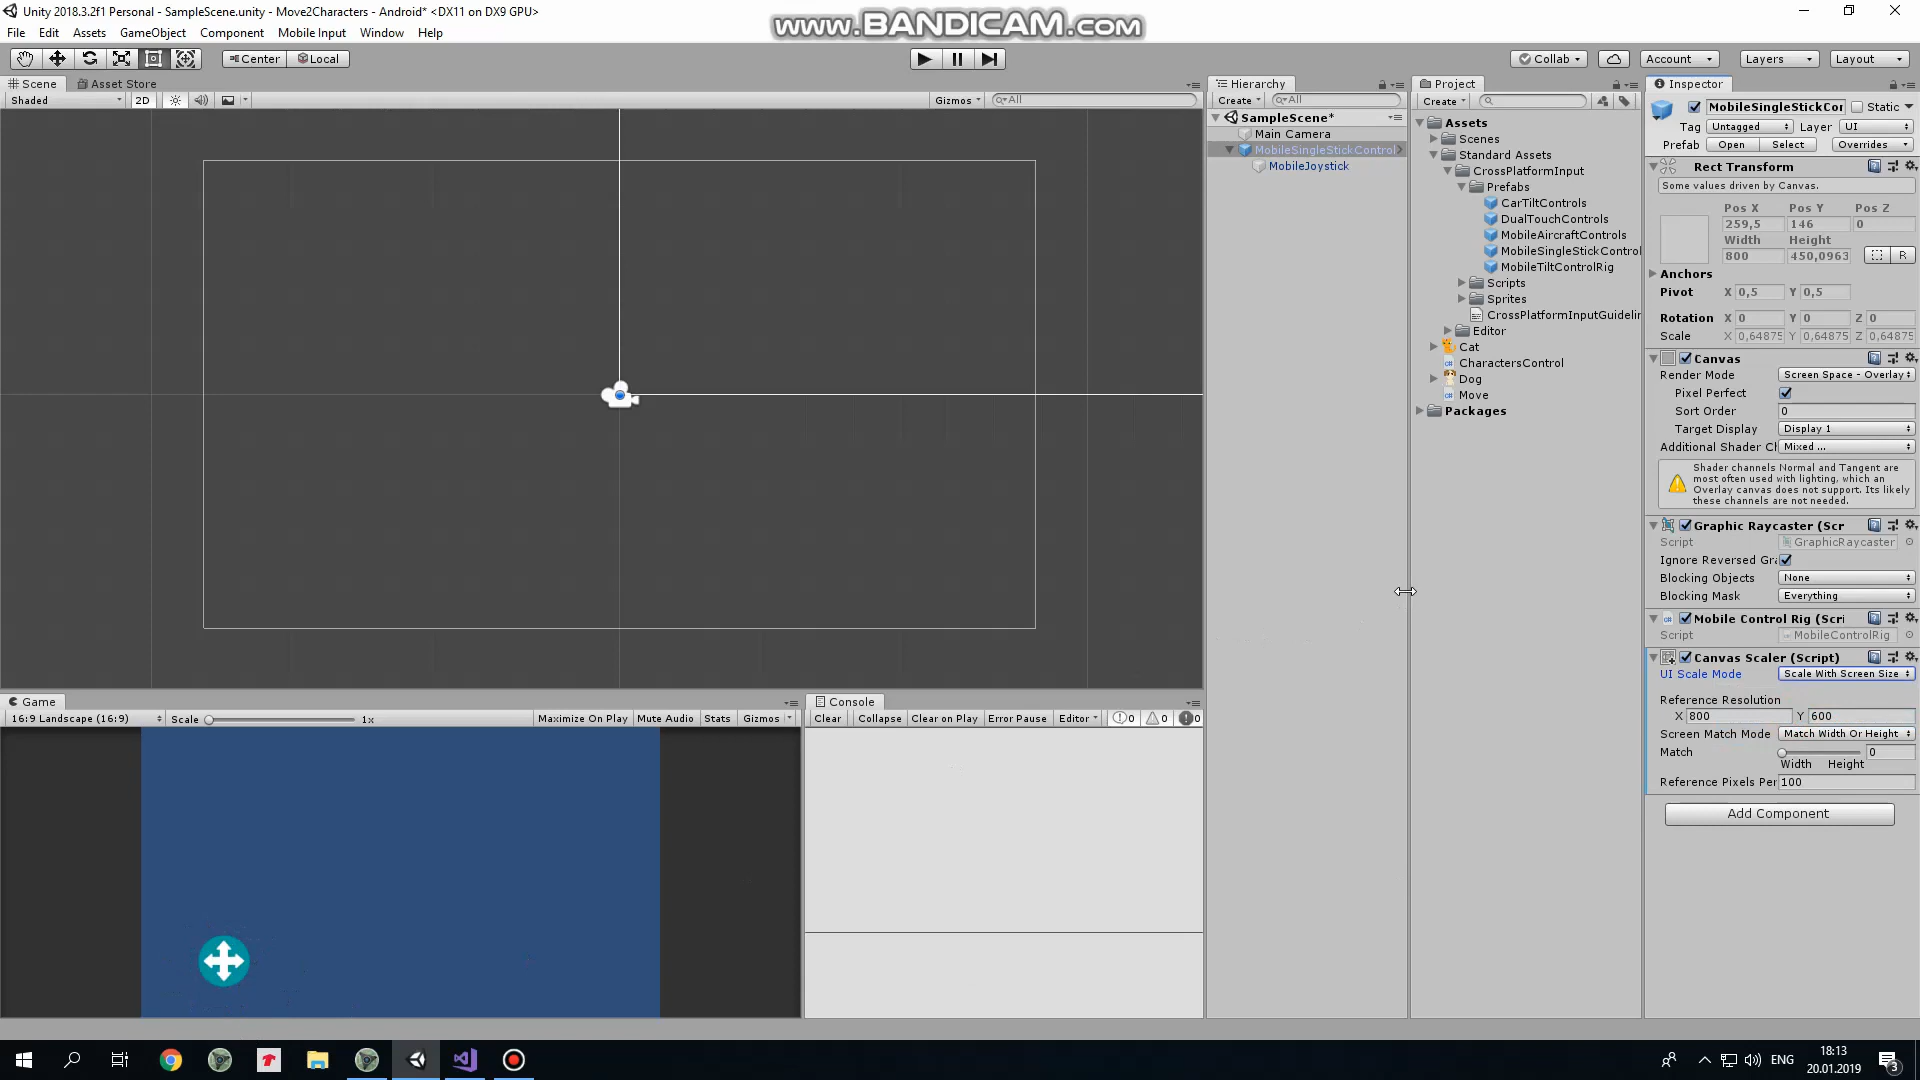 Unity 2018.3.2f1 Personal - SampleScene.unity - Move2Characters - Android* <DX11 on DX9 GPU>
www.BANDICAM.com
File Edit Assets GameObject Component Mobile Input Window Help
Center Local Collab Account Layers Layout
Scene Asset Store
Shaded 2D Gizmos All
Hierarchy
Create All
SampleScene*
Main Camera
MobileSingleStickControl
MobileJoystick
Project
Create
Assets
Scenes
Standard Assets
CrossPlatformInput
Prefabs
CarTiltControls
DualTouchControls
MobileAircraftControls
MobileSingleStickControl
MobileTiltControlRig
Scripts
Sprites
CrossPlatformInputGuidelin
Editor
Cat
CharactersControl
Dog
Move
Packages
Inspector
MobileSingleStickCor Static
Tag Untagged Layer UI
Prefab Open Select Overrides
Rect Transform
Some values driven by Canvas.
Pos X Pos Y Pos Z
259,5 146 0
Width Height
800 450,0963 R
Anchors
Pivot X 0,5 Y 0,5
Rotation X 0 Y 0 Z 0
Scale X 0,64875 Y 0,64875 Z 0,64875
Canvas
Render Mode Screen Space - Overlay
Pixel Perfect
Sort Order 0
Target Display Display 1
Additional Shader Ch Mixed ...
Shader channels Normal and Tangent are
most often used with lighting, which an
Overlay canvas does not support. Its likely
these channels are not needed.
Graphic Raycaster (Scr
Script GraphicRaycaster
Ignore Reversed Gra
Blocking Objects None
Blocking Mask Everything
Mobile Control Rig (Scri
Script MobileControlRig
Canvas Scaler (Script)
UI Scale Mode Scale With Screen Size
Reference Resolution
X 800 Y 600
Screen Match Mode Match Width Or Height
Match 0
Width Height
Reference Pixels Per 100
Add Component
Game
16:9 Landscape (16:9) Scale 1x Maximize On Play Mute Audio Stats Gizmos
Console
Clear Collapse Clear on Play Error Pause Editor 0 0 0
ENG
18:13
20.01.2019
3